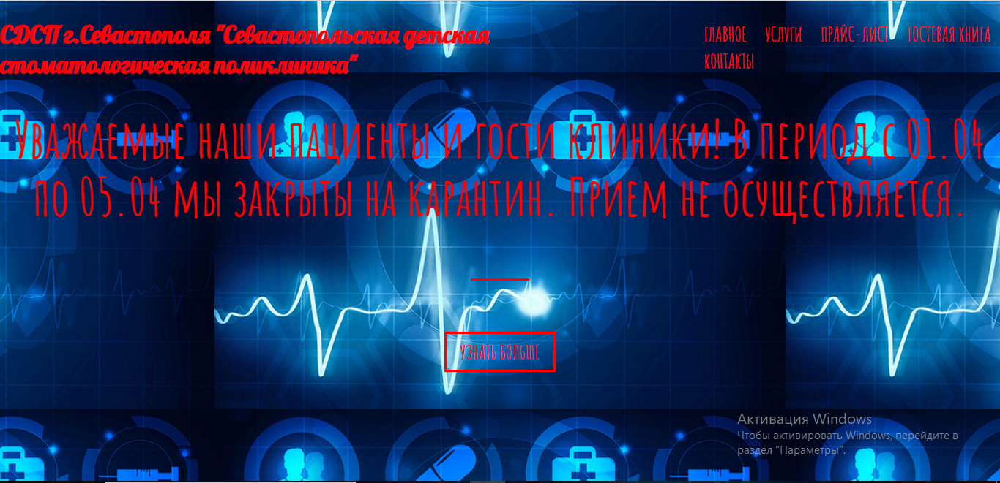 СДСП г.Севастополя "Севастопольская детская
стоматологическая поликлиника"
ГЛАВНОЕ УСЛУГИ ПРАЙС-ЛИСТ ГОСТЕВАЯ КНИГА
КОНТАКТЫ
Уважаемые наши пациенты и гости клиники! В период с 01.04
по 05.04 мы закрыты на карантин. Прием не осуществляется.
УЗНАТЬ БОЛЬШЕ
Активация Windows
Чтобы активировать Windows, перейдите в
раздел "Параметры".